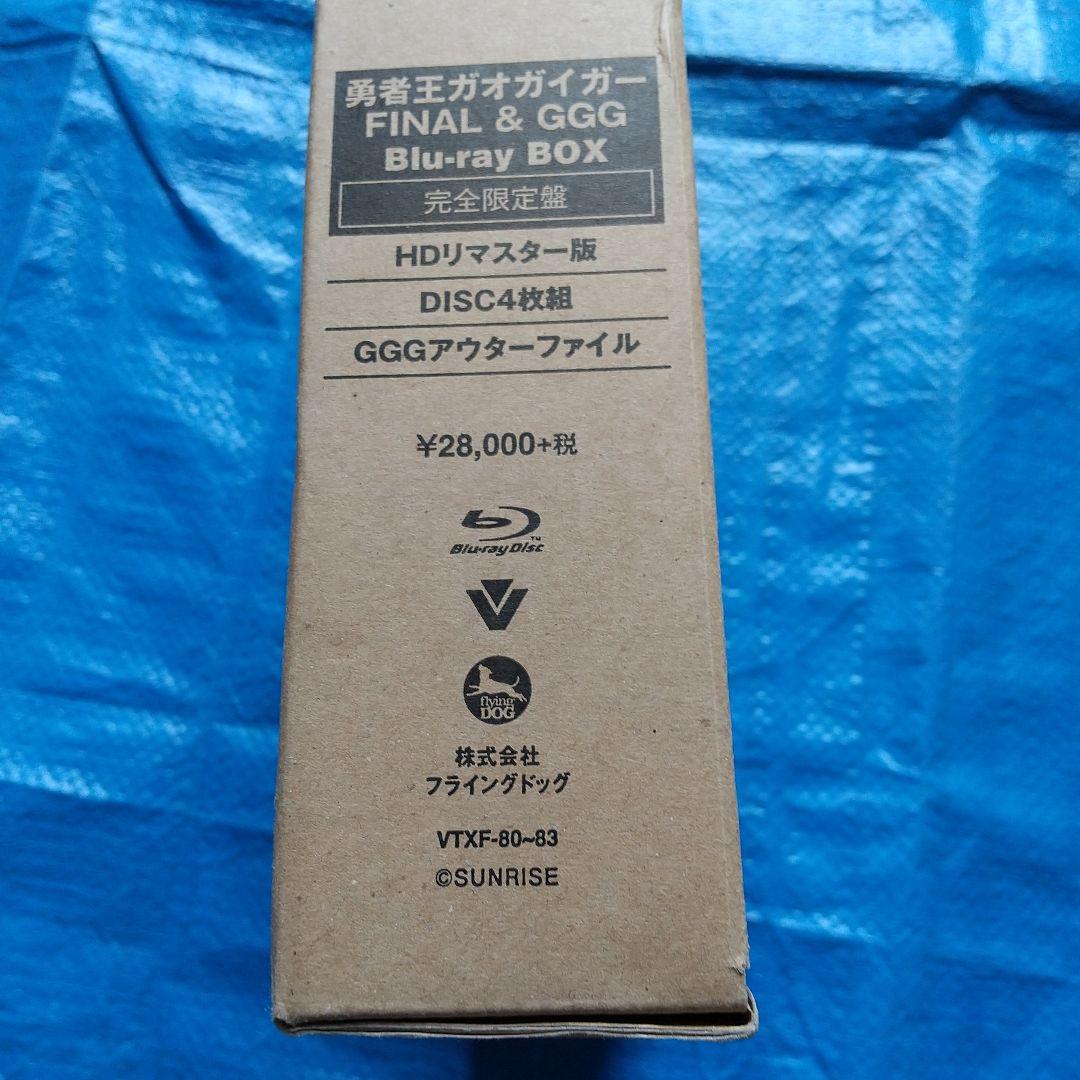 勇者王ガオガイガー
FINAL & GGG
Blu-ray BOX
完全限定盤
HDリマスター版
DISC4枚組
GGGアウターファイル
¥28,000+税
Blu-ray Disc™
flying
DOG
株式会社
フライングドッグ
VTXF-80~83
©SUNRISE